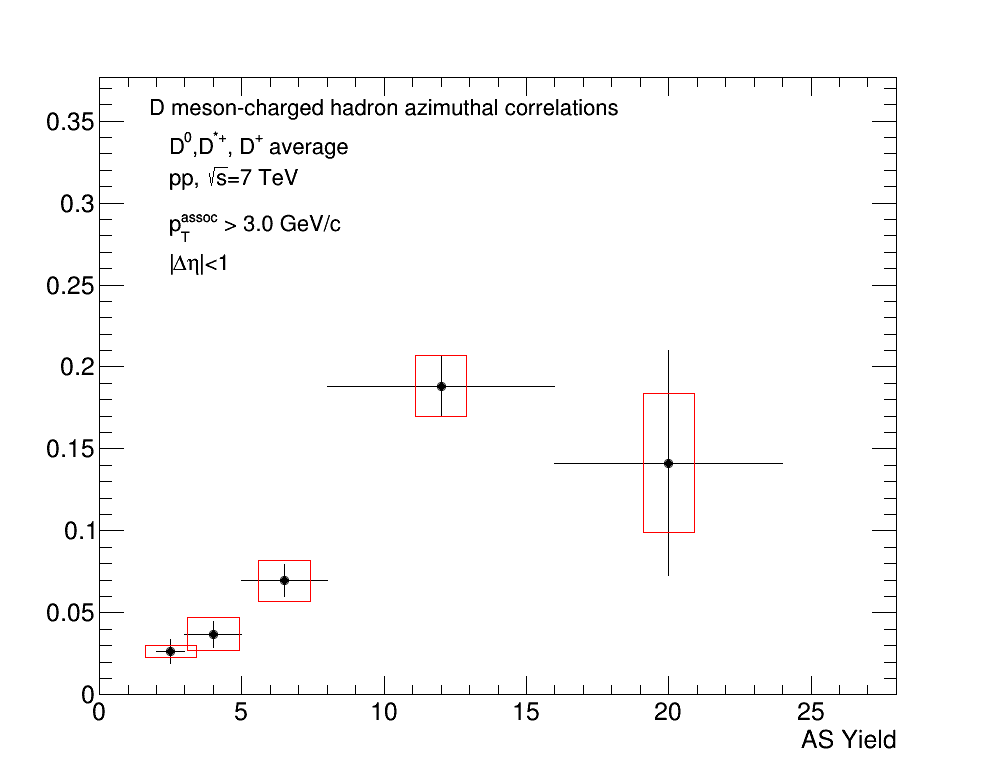 D meson-charged hadron azimuthal correlations
D⁰,D*⁺, D⁺ average
pp, √s=7 TeV
p_T^assoc > 3.0 GeV/c
|Δη|<1
0.35
0.3
0.25
0.2
0.15
0.1
0.05
0
0 5 10 15 20 25
AS Yield